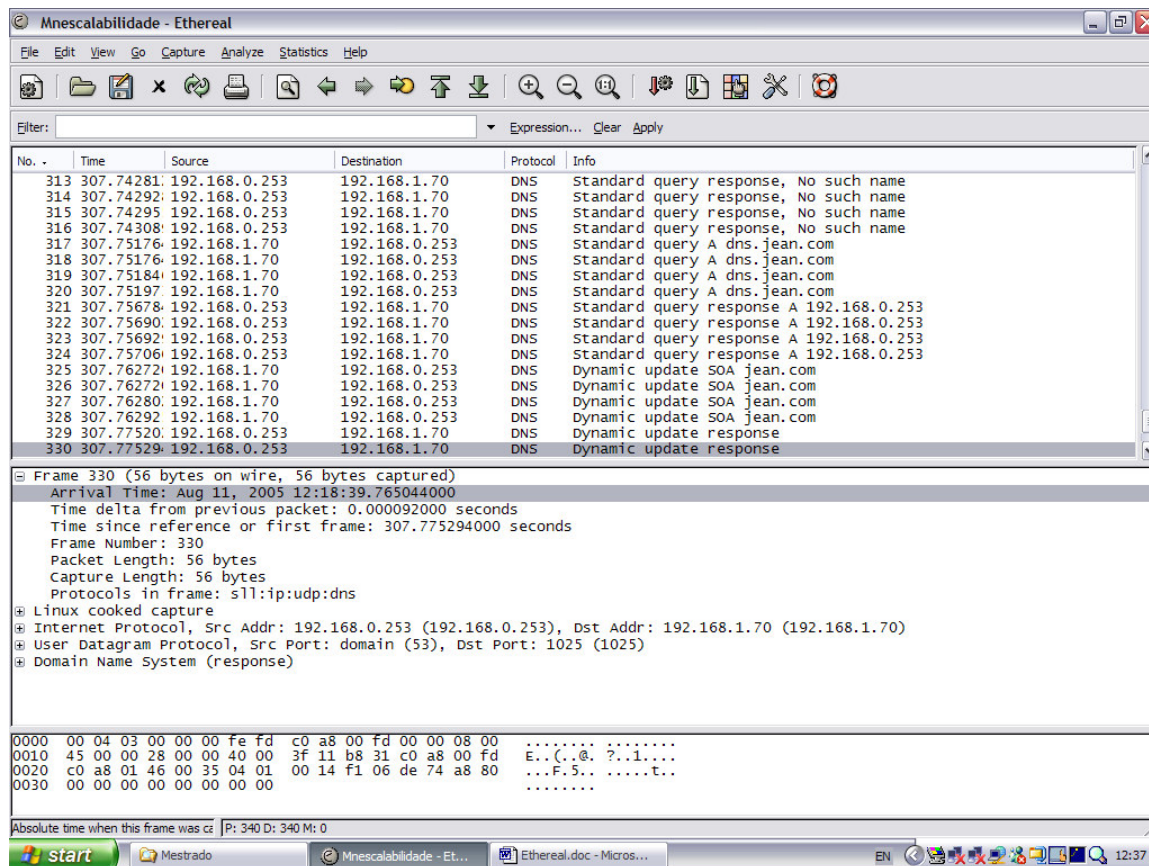 Mnescalabilidade - Ethereal
File Edit View Go Capture Analyze Statistics Help
Filter: Expression... Clear Apply
No. - Time Source Destination Protocol Info
313 307.74281 192.168.0.253 192.168.1.70 DNS Standard query response, No such name
314 307.74292 192.168.0.253 192.168.1.70 DNS Standard query response, No such name
315 307.74295 192.168.0.253 192.168.1.70 DNS Standard query response, No such name
316 307.74308 192.168.0.253 192.168.1.70 DNS Standard query response, No such name
317 307.75176 192.168.1.70 192.168.0.253 DNS Standard query A dns.jean.com
318 307.75176 192.168.1.70 192.168.0.253 DNS Standard query A dns.jean.com
319 307.75184 192.168.1.70 192.168.0.253 DNS Standard query A dns.jean.com
320 307.75197 192.168.1.70 192.168.0.253 DNS Standard query A dns.jean.com
321 307.75678 192.168.0.253 192.168.1.70 DNS Standard query response A 192.168.0.253
322 307.75690 192.168.0.253 192.168.1.70 DNS Standard query response A 192.168.0.253
323 307.75692 192.168.0.253 192.168.1.70 DNS Standard query response A 192.168.0.253
324 307.75706 192.168.0.253 192.168.1.70 DNS Standard query response A 192.168.0.253
325 307.76272 192.168.1.70 192.168.0.253 DNS Dynamic update SOA jean.com
326 307.76272 192.168.1.70 192.168.0.253 DNS Dynamic update SOA jean.com
327 307.76280 192.168.1.70 192.168.0.253 DNS Dynamic update SOA jean.com
328 307.76292 192.168.1.70 192.168.0.253 DNS Dynamic update SOA jean.com
329 307.77520 192.168.0.253 192.168.1.70 DNS Dynamic update response
330 307.77529 192.168.0.253 192.168.1.70 DNS Dynamic update response
Frame 330 (56 bytes on wire, 56 bytes captured)
Arrival Time: Aug 11, 2005 12:18:39.765044000
Time delta from previous packet: 0.000092000 seconds
Time since reference or first frame: 307.775294000 seconds
Frame Number: 330
Packet Length: 56 bytes
Capture Length: 56 bytes
Protocols in frame: sll:ip:udp:dns
Linux cooked capture
Internet Protocol, Src Addr: 192.168.0.253 (192.168.0.253), Dst Addr: 192.168.1.70 (192.168.1.70)
User Datagram Protocol, Src Port: domain (53), Dst Port: 1025 (1025)
Domain Name System (response)
0000 00 04 03 00 00 00 fe fd c0 a8 00 fd 00 00 08 00 ........ ........
0010 45 00 00 28 00 00 40 00 3f 11 b8 31 c0 a8 00 fd E..(..@. ?..1....
0020 c0 a8 01 46 00 35 04 01 00 14 f1 06 de 74 a8 80 ...F.5.. .....t..
0030 00 00 00 00 00 00 00 00 ........
Absolute time when this frame was ca P: 340 D: 340 M: 0
start Mestrado Mnescalabilidade - Et... Ethereal.doc - Micros... EN 12:37